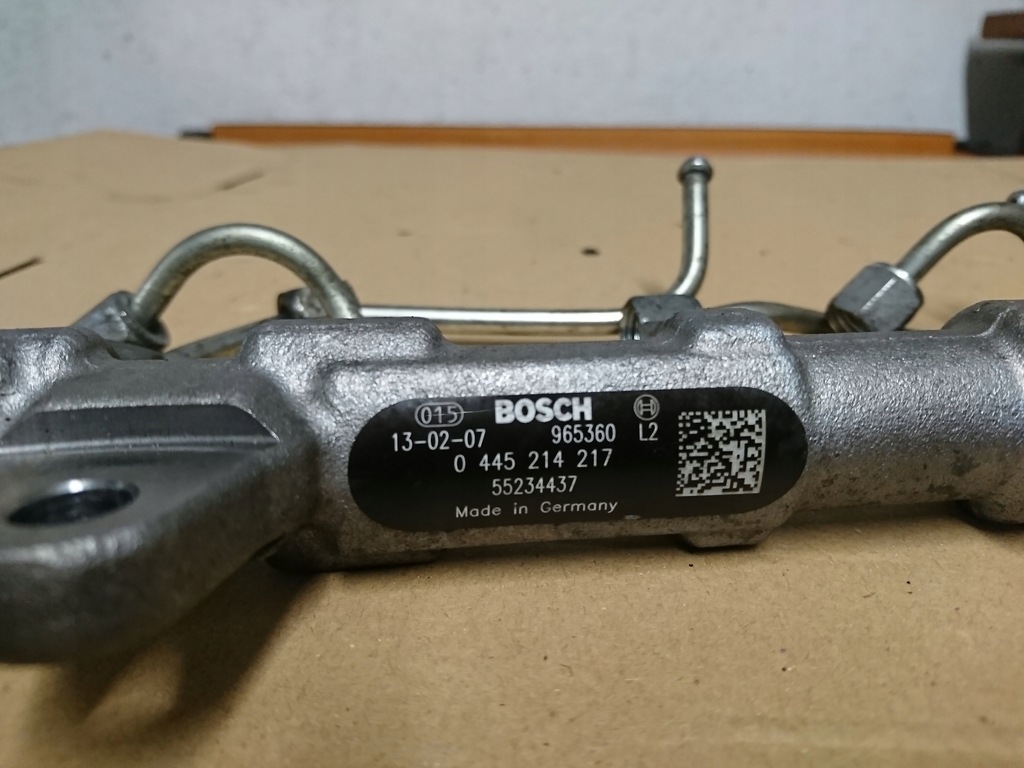 015 BOSCH
13-02-07 965360 L2
0 445 214 217
55234437
Made in Germany